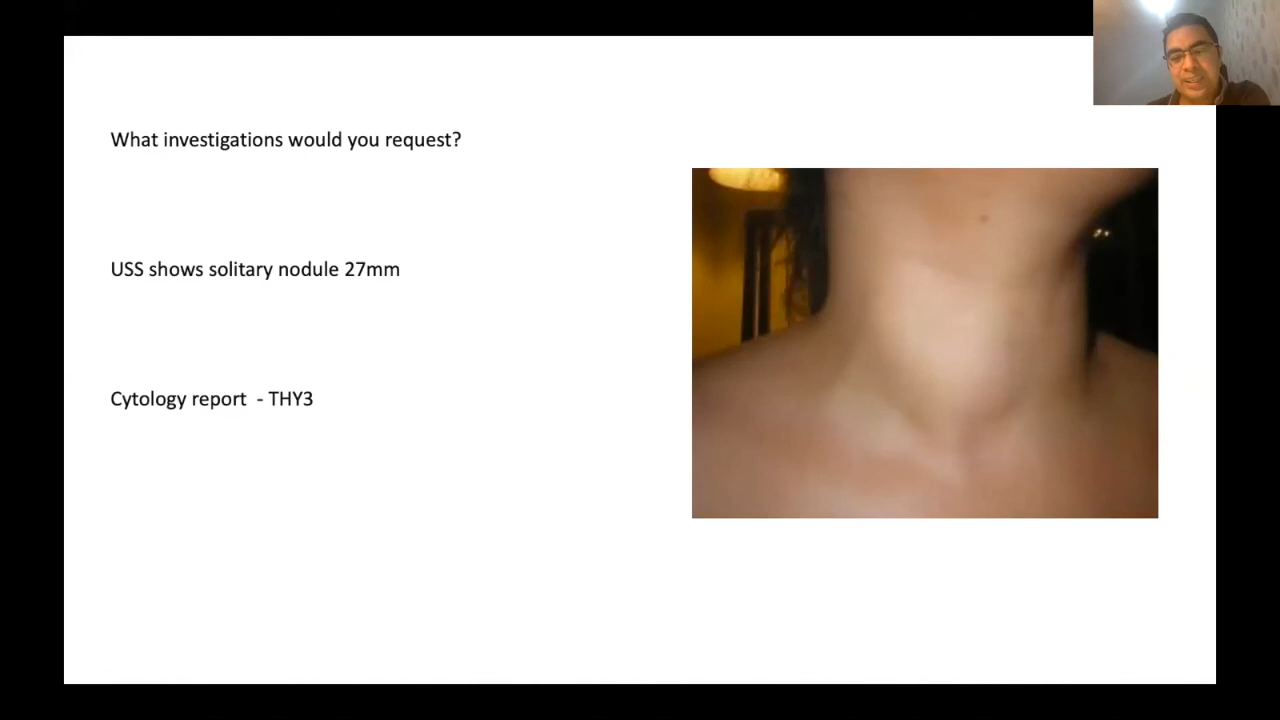 What investigations would you request?
USS shows solitary nodule 27mm
Cytology report  - THY3